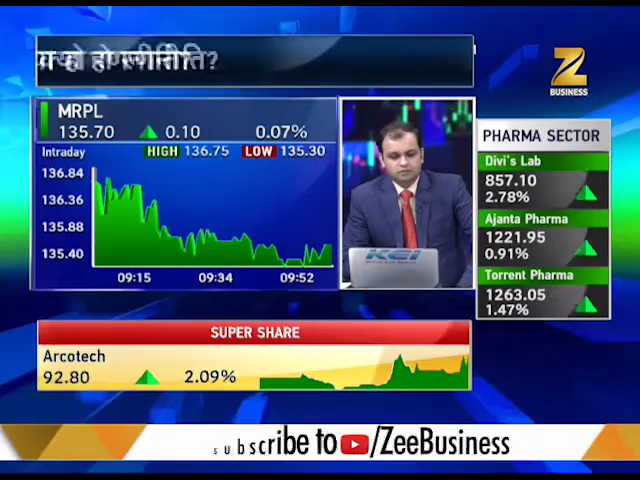 ZEE
BUSINESS
MRPL
135.70 0.10 0.07%
Intraday HIGH 136.75 LOW 135.30
136.84
136.36
135.88
135.40
09:15 09:34 09:52
KEI
PHARMA SECTOR
Divi's Lab
857.10
2.78%
Ajanta Pharma
1221.95
0.91%
Torrent Pharma
1263.05
1.47%
SUPER SHARE
Arcotech
92.80 2.09%
subscribe to /ZeeBusiness